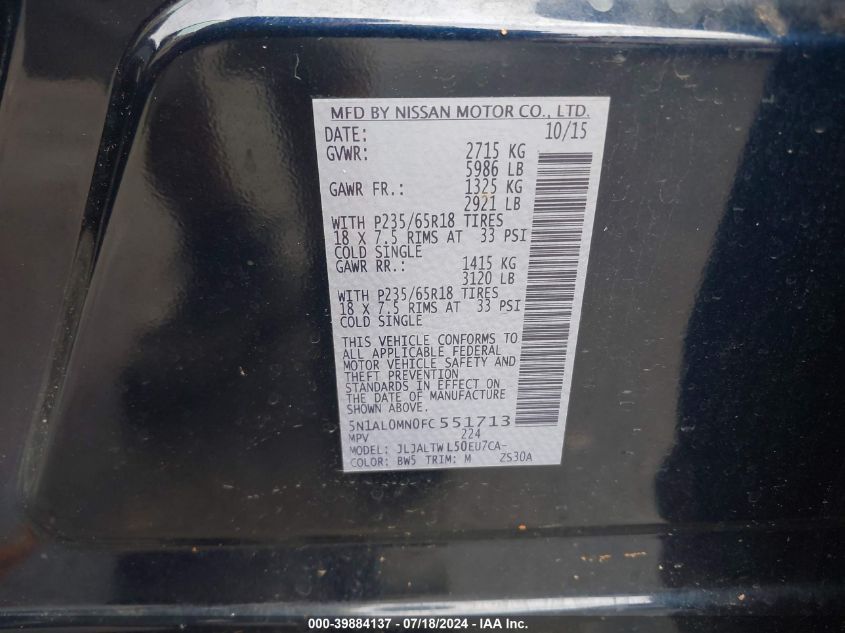 MFD BY NISSAN MOTOR CO., LTD.
DATE: 10/15
GVWR: 2715 KG
5986 LB
GAWR FR.: 1325 KG
2921 LB
WITH P235/65R18 TIRES
18 X 7.5 RIMS AT 33 PSI
COLD SINGLE
GAWR RR.: 1415 KG
3120 LB
WITH P235/65R18 TIRES
18 X 7.5 RIMS AT 33 PSI
COLD SINGLE
THIS VEHICLE CONFORMS TO
ALL APPLICABLE FEDERAL
MOTOR VEHICLE SAFETY AND
THEFT PREVENTION
STANDARDS IN EFFECT ON
THE DATE OF MANUFACTURE
SHOWN ABOVE.
5N1AL0MN0FC551713
MPV 224
MODEL: JLJALTWL50EU7CA-
COLOR: BW5 TRIM: M ZS30A
000-39884137 - 07/18/2024 - IAA Inc.